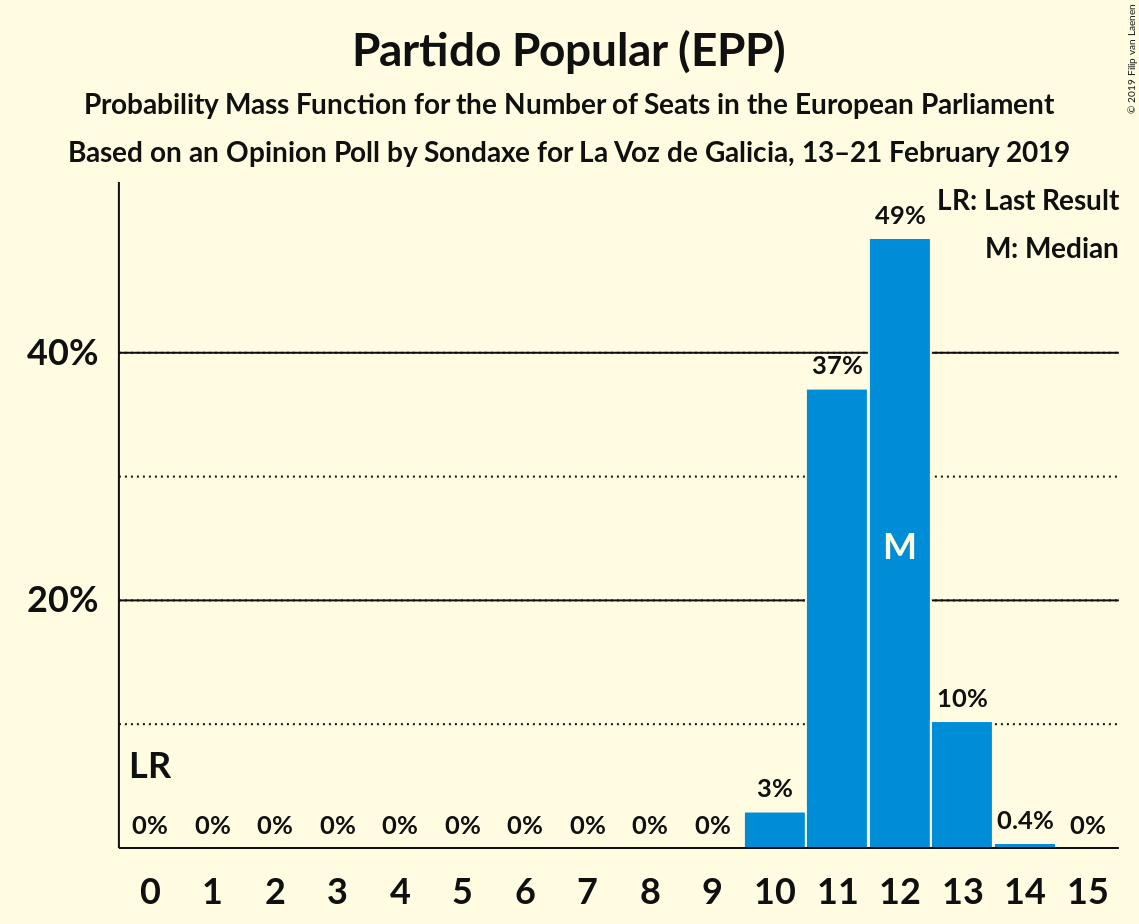 Partido Popular (EPP)
Probability Mass Function for the Number of Seats in the European Parliament
Based on an Opinion Poll by Sondaxe for La Voz de Galicia, 13–21 February 2019
© 2019 Filip van Laenen
LR: Last Result
M: Median
49%
40%
37%
M
20%
10%
LR
3%
0% 0% 0% 0% 0% 0% 0% 0% 0% 0% 0.4% 0%
0 1 2 3 4 5 6 7 8 9 10 11 12 13 14 15